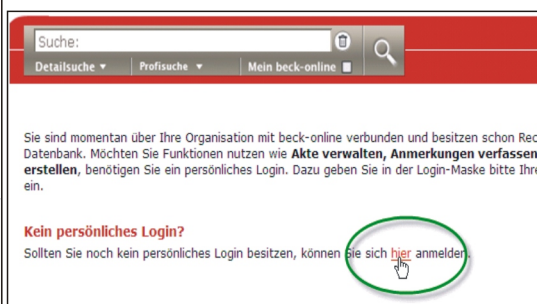 Suche:
Detailsuche ▾ Profisuche ▾ Mein beck-online
Sie sind momentan über Ihre Organisation mit beck-online verbunden und besitzen schon
Datenbank. Möchten Sie Funktionen nutzen wie Akte verwalten, Anmerkungen verfassen
erstellen, benötigen Sie ein persönliches Login. Dazu geben Sie in der Login-Maske bitte
ein.
Kein persönliches Login?
Sollten Sie noch kein persönliches Login besitzen, können Sie sich hier anmelden.